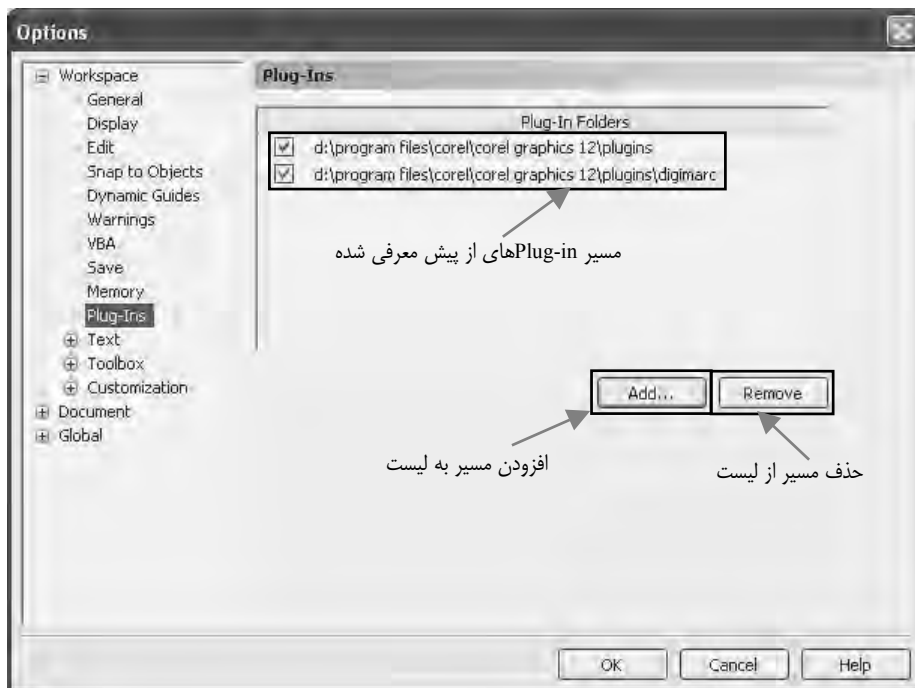 Options
Workspace
General
Display
Edit
Snap to Objects
Dynamic Guides
Warnings
VBA
Save
Memory
Plug-Ins
Text
Toolbox
Customization
Document
Global
Plug-Ins
Plug-In Folders
d:\program files\corel\corel graphics 12\plugins
d:\program files\corel\corel graphics 12\plugins\digimarc
مسیر Plug-inهای از پیش معرفی شده
Add... Remove
افزودن مسیر به لیست
حذف مسیر از لیست
OK Cancel Help